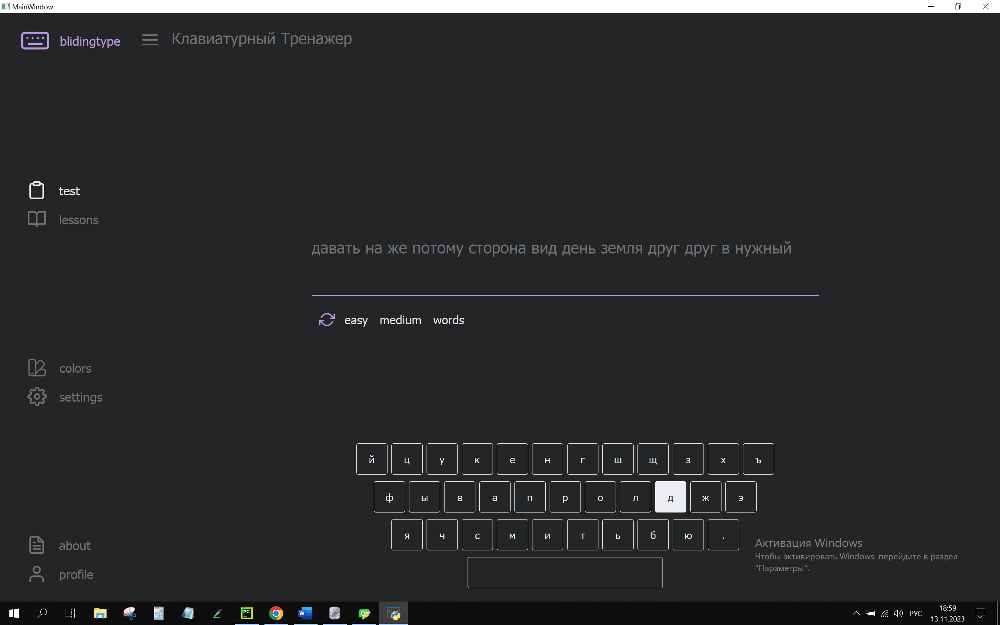 MainWindow
blidingtype
Клавиатурный Тренажер
test
lessons
давать на же потому сторона вид день земля друг друг в нужный
easy medium words
colors
settings
й ц у к е н г ш щ з х ъ
ф ы в а п р о л д ж э
я ч с м и т ь б ю .
about
profile
Активация Windows
Чтобы активировать Windows, перейдите в раздел
"Параметры".
PC
W
Qt
РУС
18:59
13.11.2023